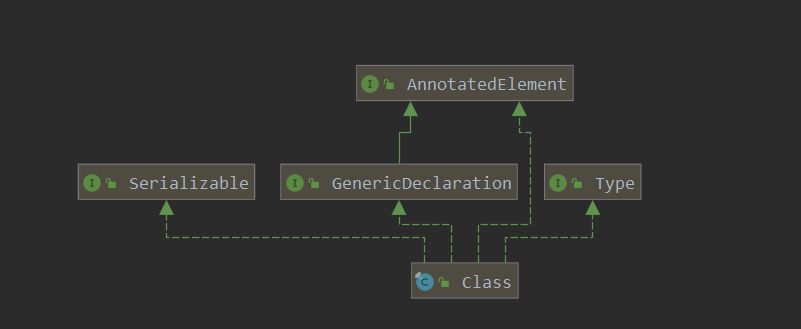 I AnnotatedElement
I Serializable
I GenericDeclaration
I Type
C Class